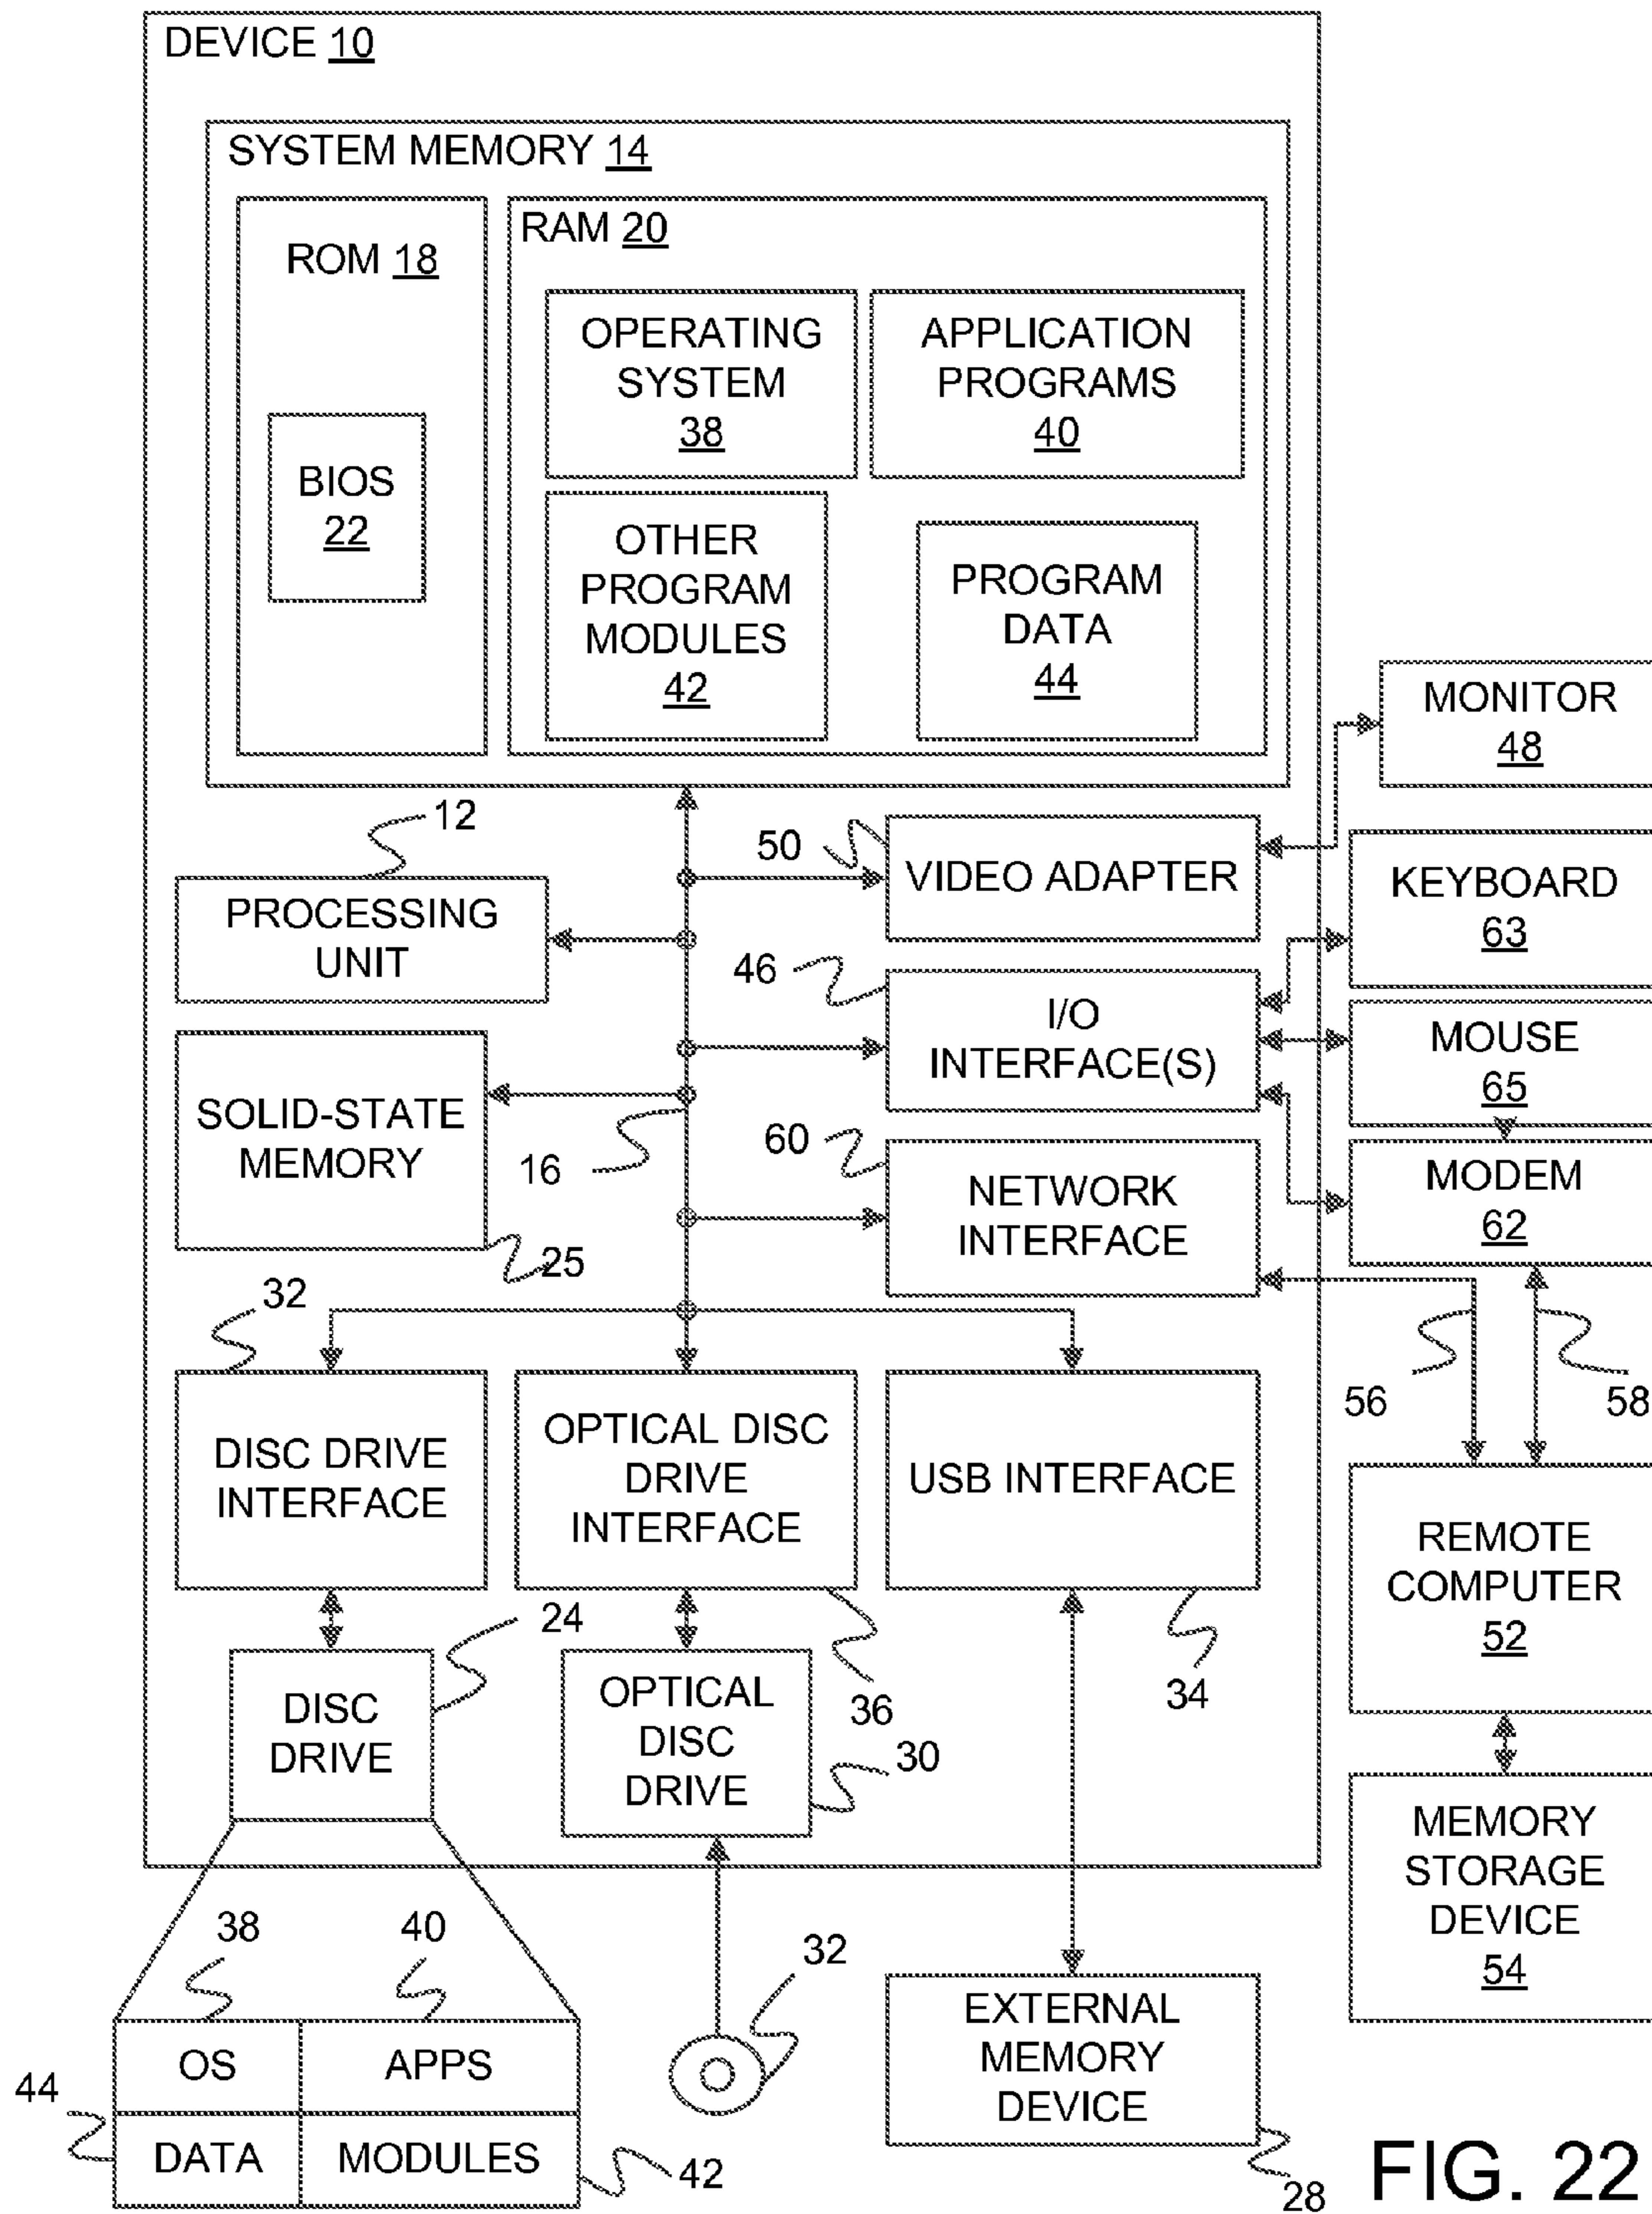 DEVICE 10
SYSTEM MEMORY 14
ROM 18
BIOS
22
RAM 20
OPERATING
SYSTEM
38
APPLICATION
PROGRAMS
40
OTHER
PROGRAM
MODULES
42
PROGRAM
DATA
44
MONITOR
48
12
PROCESSING
UNIT
50
VIDEO ADAPTER
KEYBOARD
63
46
I/O
INTERFACE(S)
MOUSE
65
SOLID-STATE
MEMORY
25
16
60
NETWORK
INTERFACE
MODEM
62
56
58
32
DISC DRIVE
INTERFACE
OPTICAL DISC
DRIVE
INTERFACE
USB INTERFACE
REMOTE
COMPUTER
52
24
DISC
DRIVE
36
OPTICAL
DISC
DRIVE
30
34
MEMORY
STORAGE
DEVICE
54
38
40
OS
APPS
44
DATA
MODULES
42
32
EXTERNAL
MEMORY
DEVICE
28
FIG. 22